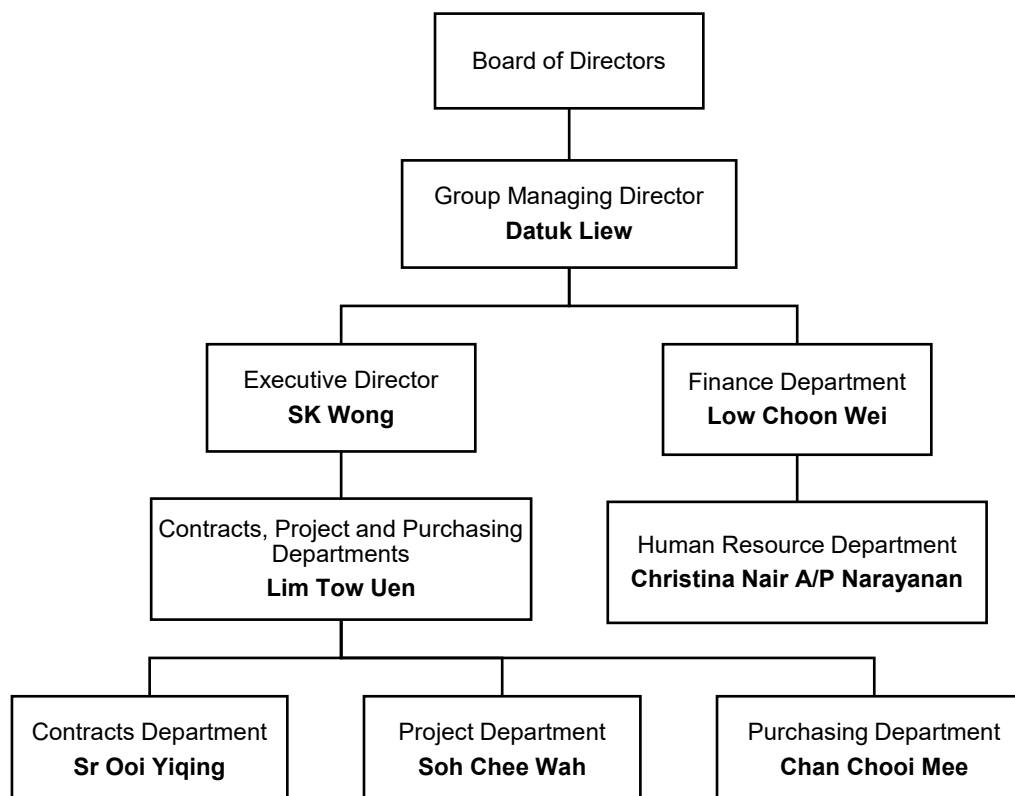 Board of Directors
Group Managing Director
Datuk Liew
Executive Director
SK Wong
Finance Department
Low Choon Wei
Contracts, Project and Purchasing
Departments
Lim Tow Uen
Human Resource Department
Christina Nair A/P Narayanan
Contracts Department
Sr Ooi Yiqing
Project Department
Soh Chee Wah
Purchasing Department
Chan Chooi Mee